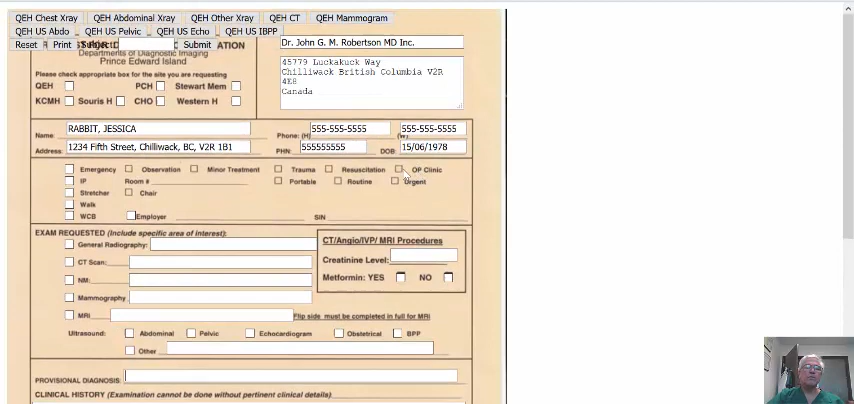 QEH Chest Xray QEH Abdominal Xray QEH Other Xray QEH CT QEH Mammogram
QEH US Abdo QEH US Pelvic QEH US Echo QEH US IBPP
Reset Print Subject: Submit
ATION
Departments of Diagnostic Imaging
Prince Edward Island
Dr. John G. M. Robertson MD Inc.
45779 Luckakuck Way
Chilliwack British Columbia V2R
4E8
Canada
Please check appropriate box for the site you are requesting
QEH PCH Stewart Mem
KCMH Souris H CHO Western H
Name: RABBIT, JESSICA Phone: (H) 555-555-5555 (W) 555-555-5555
Address: 1234 Fifth Street, Chilliwack, BC, V2R 1B1 PHN: 555555555 DOB: 15/06/1978
Emergency Observation Minor Treatment Trauma Resuscitation OP Clinic
IP Room # Portable Routine Urgent
Stretcher Chair
Walk
WCB Employer SIN
EXAM REQUESTED (Include specific area of interest):
General Radiography:
CT Scan:
NM:
Mammography
MRI Flip side must be completed in full for MRI
CT/Angio/IVP/ MRI Procedures
Creatinine Level:
Metformin: YES NO
Ultrasound: Abdominal Pelvic Echocardiogram Obstetrical BPP
Other
PROVISIONAL DIAGNOSIS:
CLINICAL HISTORY (Examination cannot be done without pertinent clinical details)